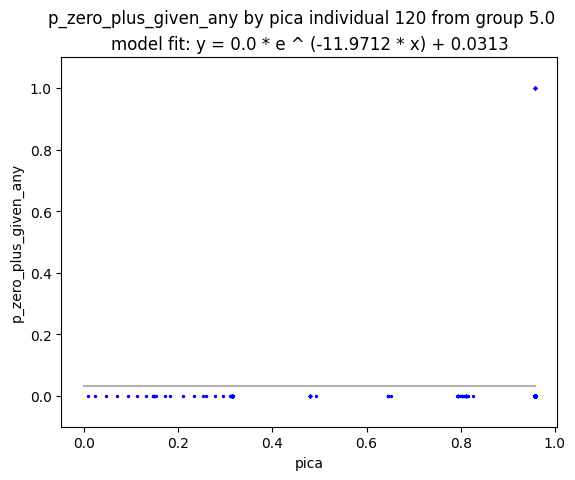 p_zero_plus_given_any by pica individual 120 from group 5.0
model fit: y = 0.0 * e ^ (-11.9712 * x) + 0.0313
1.0
0.8
0.6
0.4
0.2
0.0
p_zero_plus_given_any
0.0 0.2 0.4 0.6 0.8 1.0
pica